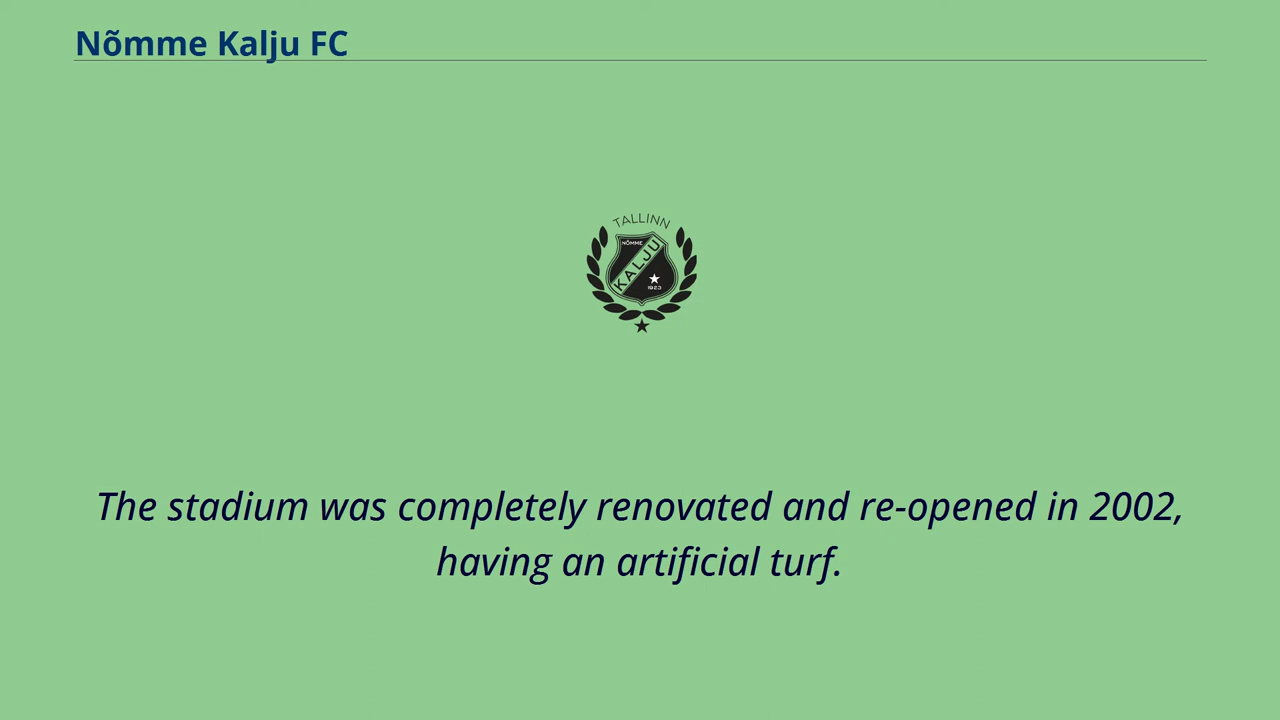 Nõmme Kalju FC
TALLINN
NÕMME
KALJU
1923
The stadium was completely renovated and re-opened in 2002,
having an artificial turf.